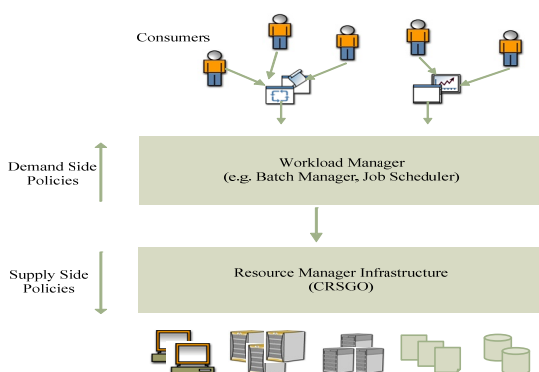 Consumers
Demand Side
Policies
Workload Manager
(e.g. Batch Manager, Job Scheduler)
Supply Side
Policies
Resource Manager Infrastructure
(CRSGO)